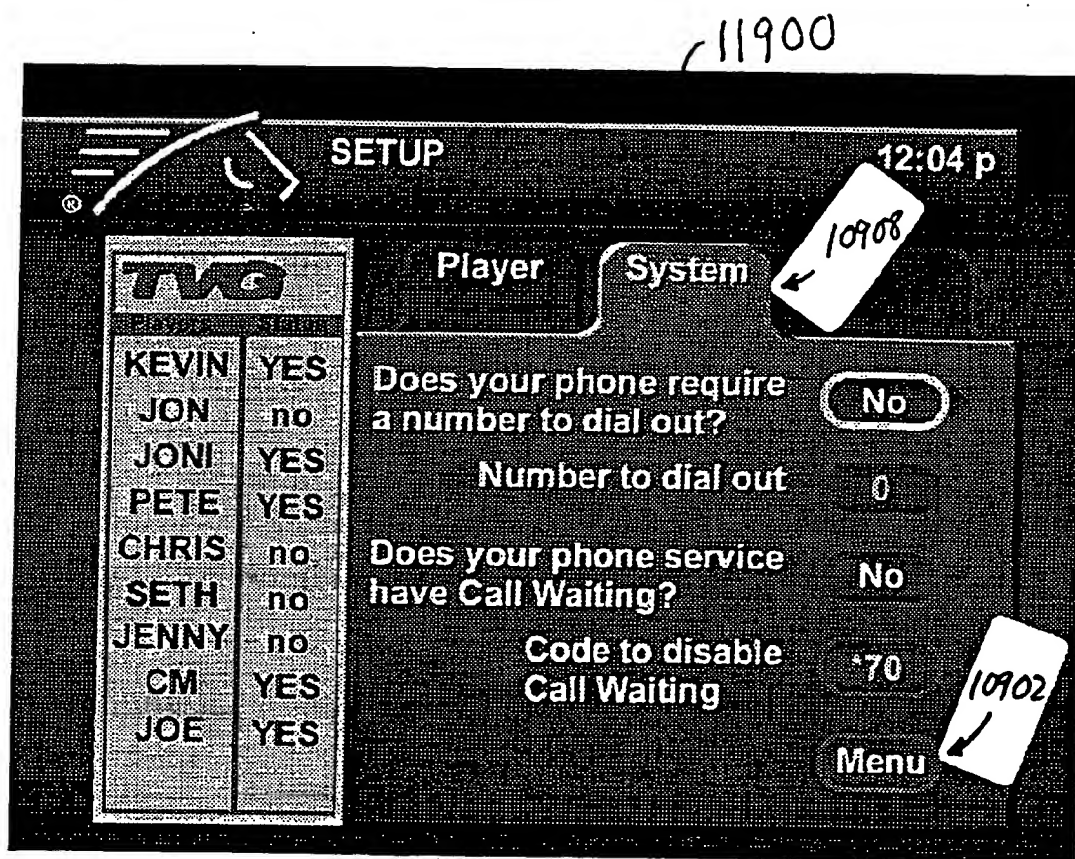 11900
SETUP
12:04 p
®
10908
TVG
Player System
Players Status
KEVIN YES
JON no
JONI YES
PETE YES
CHRIS no
SETH no
JENNY no
CM YES
JOE YES
Does your phone require
a number to dial out?
No
Number to dial out
0
Does your phone service
have Call Waiting?
No
Code to disable
Call Waiting
*70
10902
Menu